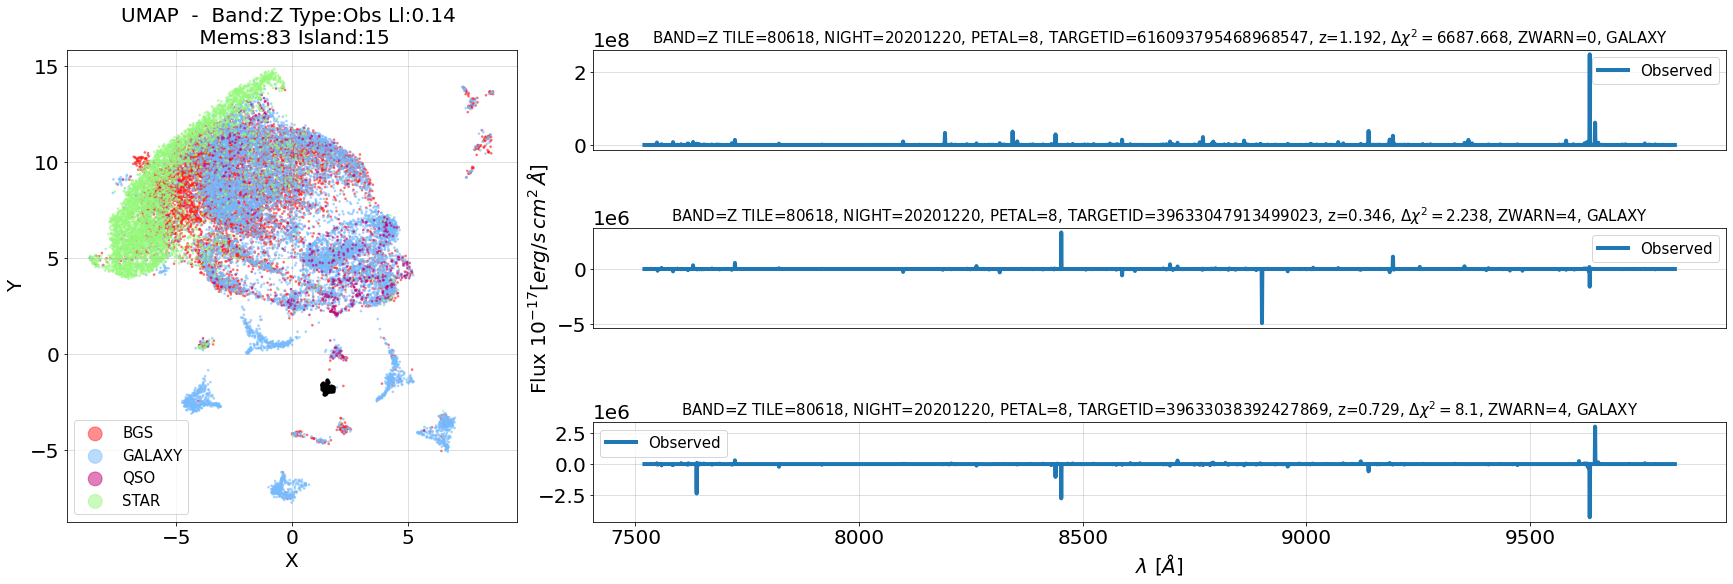 UMAP  -  Band:Z Type:Obs Ll:0.14
Mems:83 Island:15
15
10
5
0
−5
Y
−5
0
5
X
BGS
GALAXY
QSO
STAR
Flux 10⁻¹⁷[erg/s cm² Å]
1e8
BAND=Z TILE=80618, NIGHT=20201220, PETAL=8, TARGETID=616093795468968547, z=1.192, Δχ² = 6687.668, ZWARN=0, GALAXY
2
0
Observed
1e6
BAND=Z TILE=80618, NIGHT=20201220, PETAL=8, TARGETID=39633047913499023, z=0.346, Δχ² = 2.238, ZWARN=4, GALAXY
0
−5
Observed
1e6
BAND=Z TILE=80618, NIGHT=20201220, PETAL=8, TARGETID=39633038392427869, z=0.729, Δχ² = 8.1, ZWARN=4, GALAXY
2.5
0.0
−2.5
Observed
7500
8000
8500
9000
9500
λ [Å]